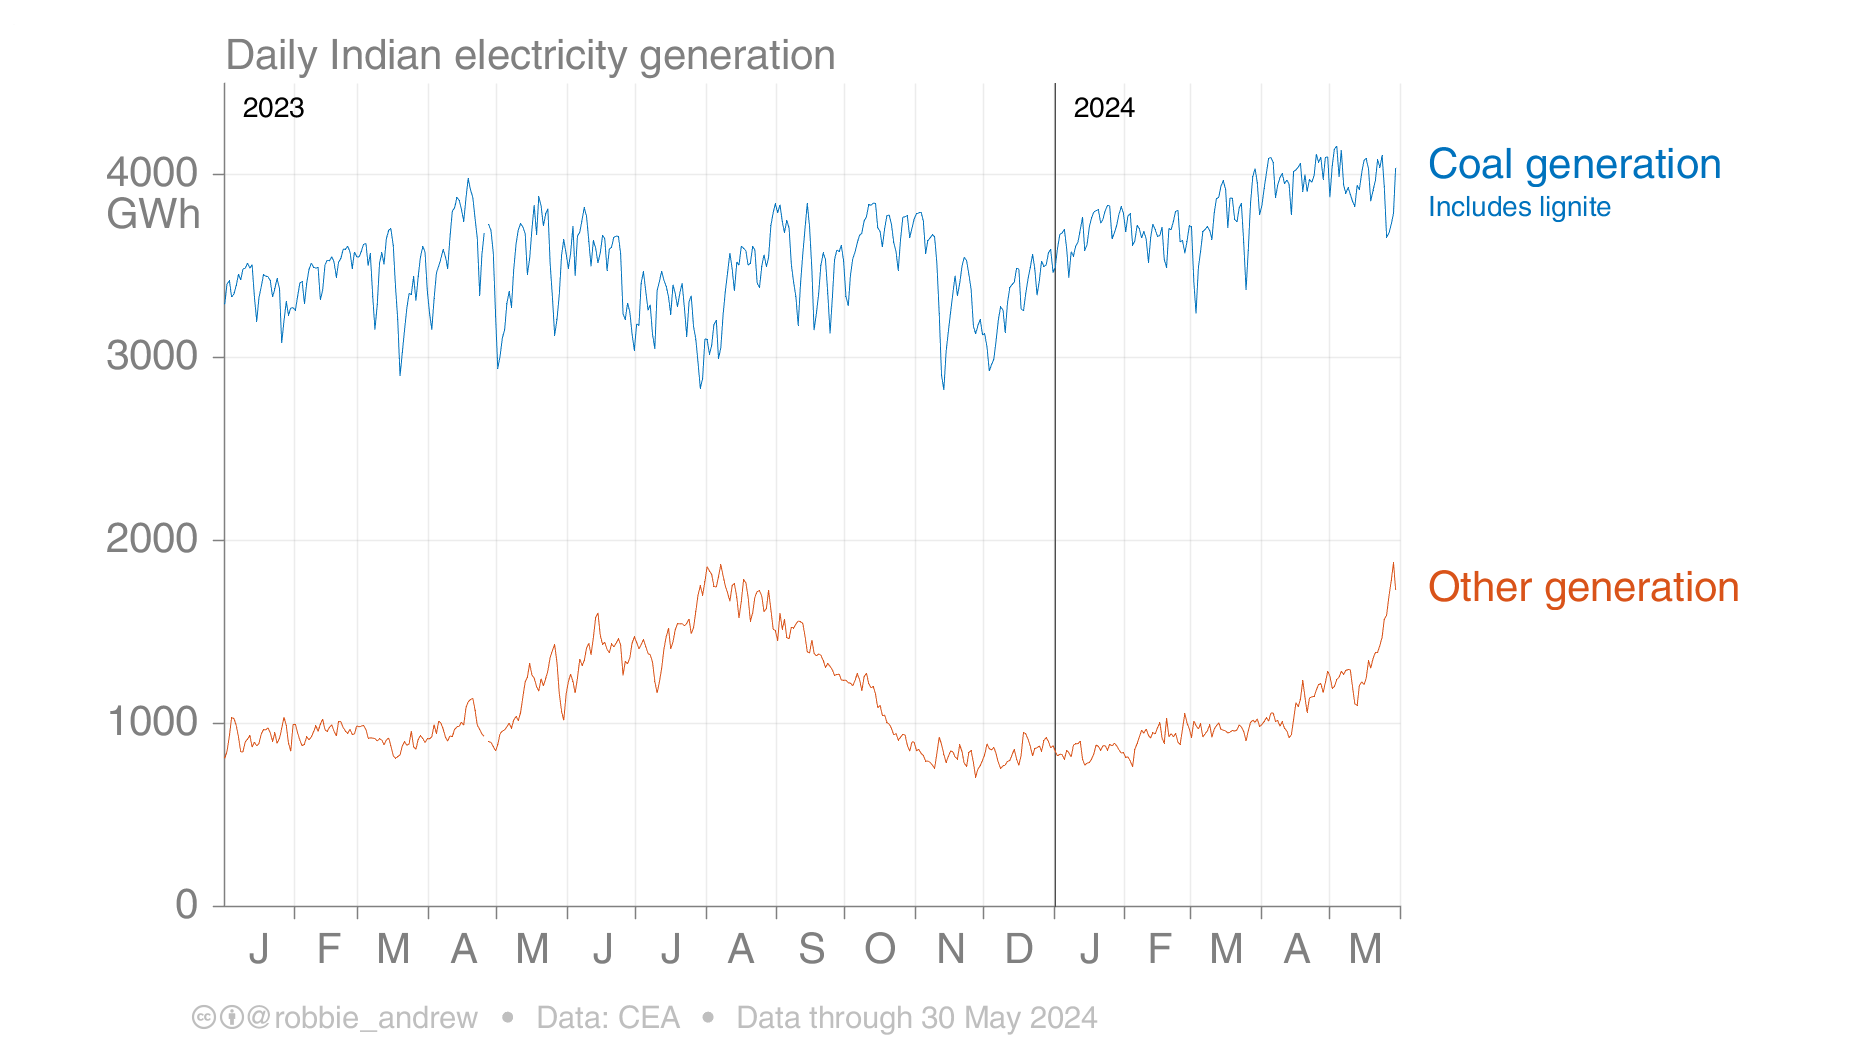 Daily Indian electricity generation
2023
2024
4000
GWh
3000
2000
1000
0
Coal generation
Includes lignite
Other generation
J F M A M J J A S O N D J F M A M
@robbie_andrew • Data: CEA • Data through 30 May 2024